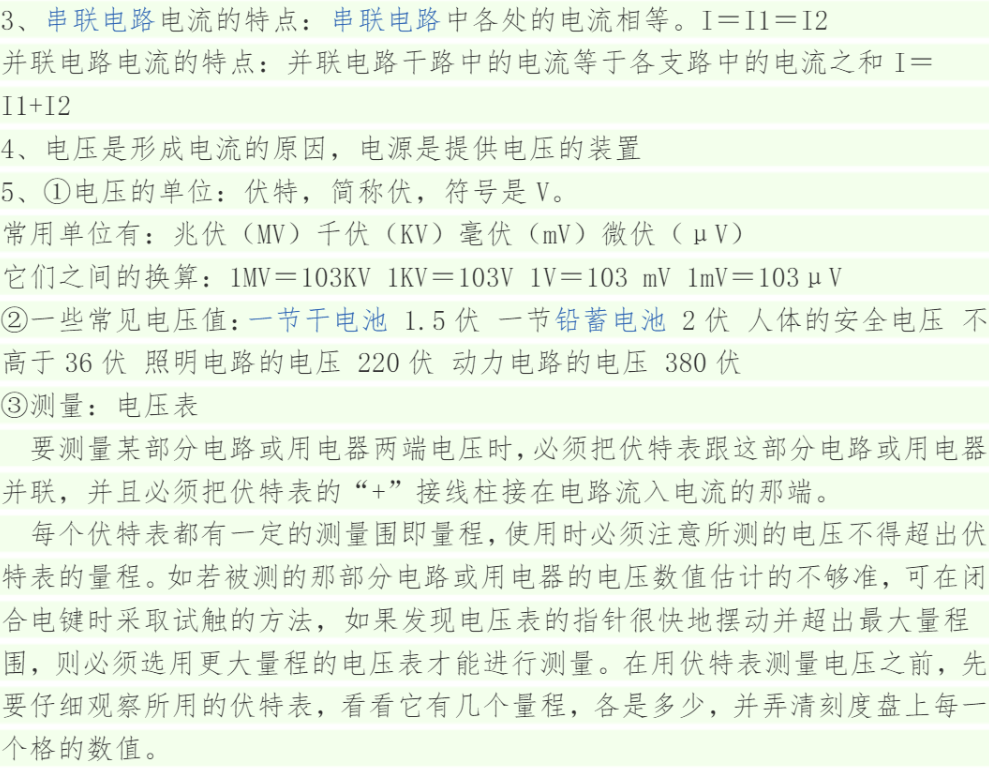 3、串联电路电流的特点：串联电路中各处的电流相等。I＝I1＝I2
并联电路电流的特点：并联电路干路中的电流等于各支路中的电流之和 I＝
I1+I2
4、电压是形成电流的原因，电源是提供电压的装置
5、①电压的单位：伏特，简称伏，符号是 V。
常用单位有：兆伏（MV）千伏（KV）毫伏（mV）微伏（ μV）
它们之间的换算：1MV＝103KV 1KV＝103V 1V＝103 mV 1mV＝103μV
②一些常见电压值：一节干电池 1.5 伏 一节铅蓄电池 2 伏 人体的安全电压 不
高于 36 伏 照明电路的电压 220 伏 动力电路的电压 380 伏
③测量：电压表
要测量某部分电路或用电器两端电压时，必须把伏特表跟这部分电路或用电器
并联，并且必须把伏特表的“+”接线柱接在电路流入电流的那端。
每个伏特表都有一定的测量围即量程，使用时必须注意所测的电压不得超出伏
特表的量程。如若被测的那部分电路或用电器的电压数值估计的不够准，可在闭
合电键时采取试触的方法，如果发现电压表的指针很快地摆动并超出最大量程
围，则必须选用更大量程的电压表才能进行测量。在用伏特表测量电压之前，先
要仔细观察所用的伏特表，看看它有几个量程，各是多少，并弄清刻度盘上每一
个格的数值。